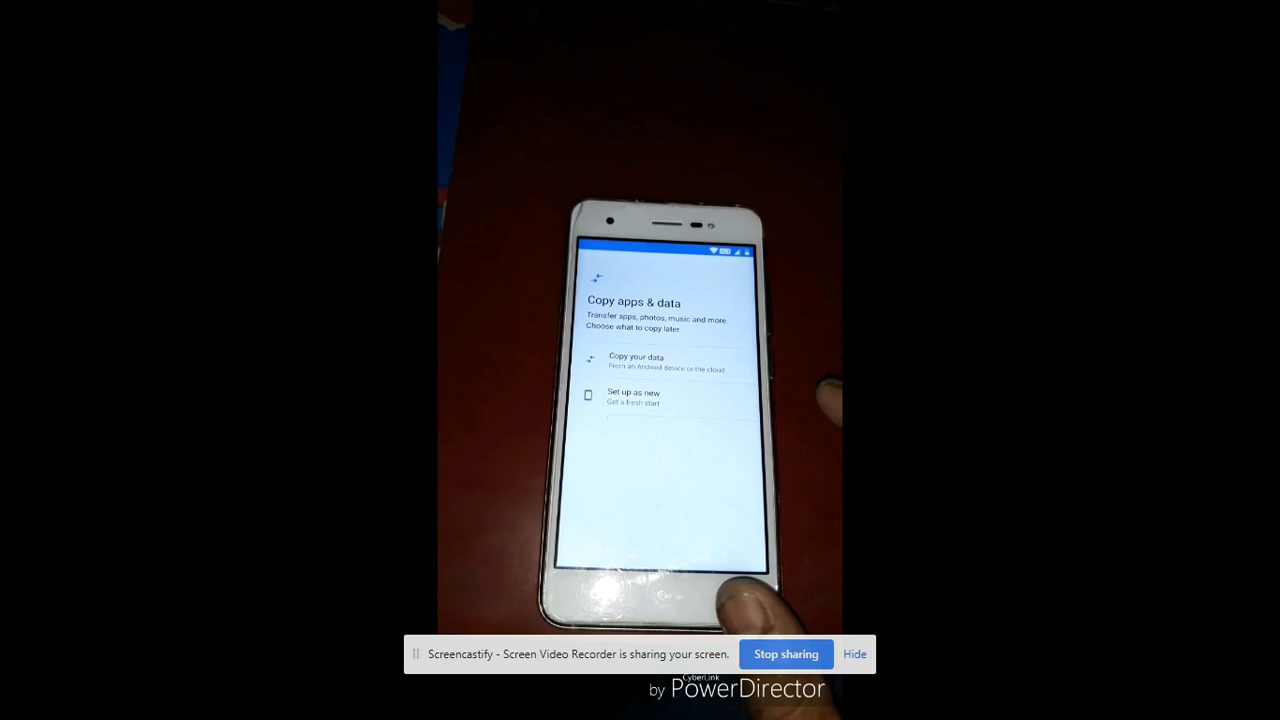 Copy apps & data
Transfer apps, photos, music and more.
Choose what to copy later.
Copy your data
From an Android device or the cloud
Set up as new
Get a fresh start
Screencastify - Screen Video Recorder is sharing your screen.
Stop sharing
Hide
CyberLink
by PowerDirector